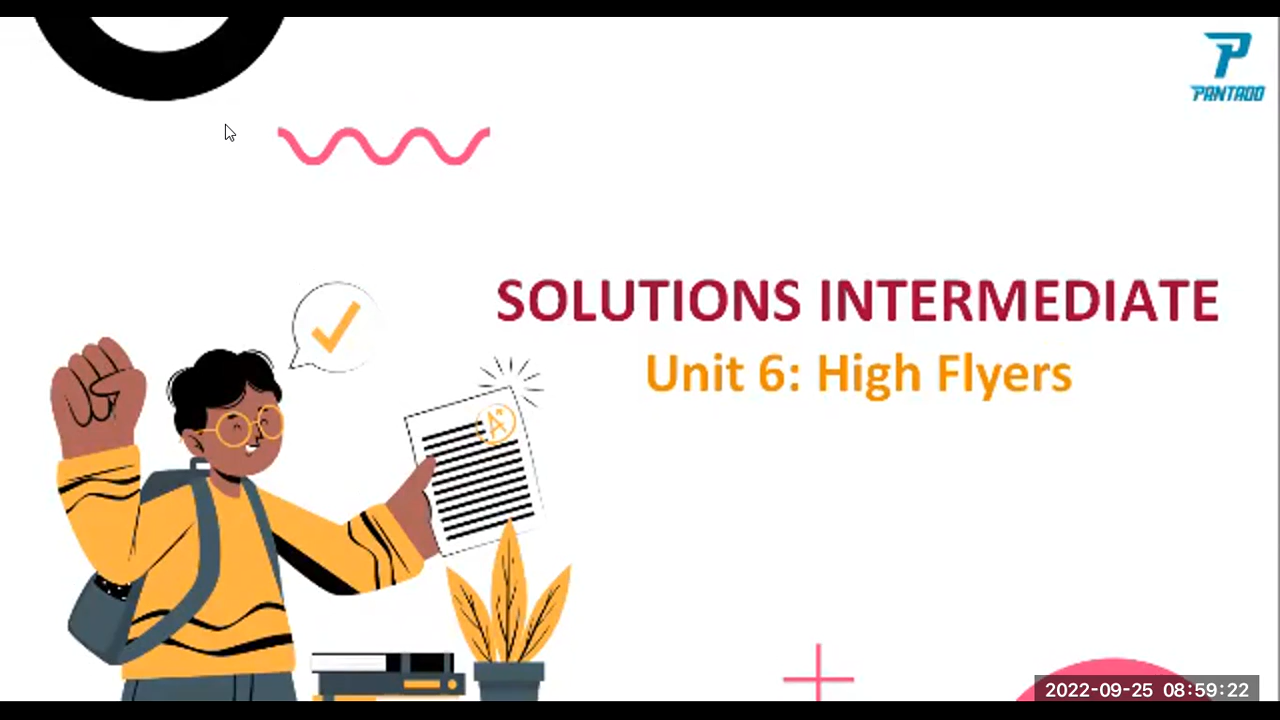 PANTADO
SOLUTIONS INTERMEDIATE
Unit 6: High Flyers
A+
2022-09-25 08:59:22